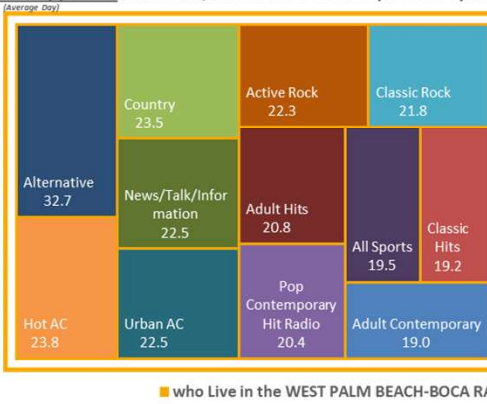 (Average Day)
Alternative
32.7
Country
23.5
Active Rock
22.3
Classic Rock
21.8
News/Talk/Infor
mation
22.5
Adult Hits
20.8
All Sports
19.5
Classic
Hits
19.2
Hot AC
23.8
Urban AC
22.5
Pop
Contemporary
Hit Radio
20.4
Adult Contemporary
19.0
who Live in the WEST PALM BEACH-BOCA